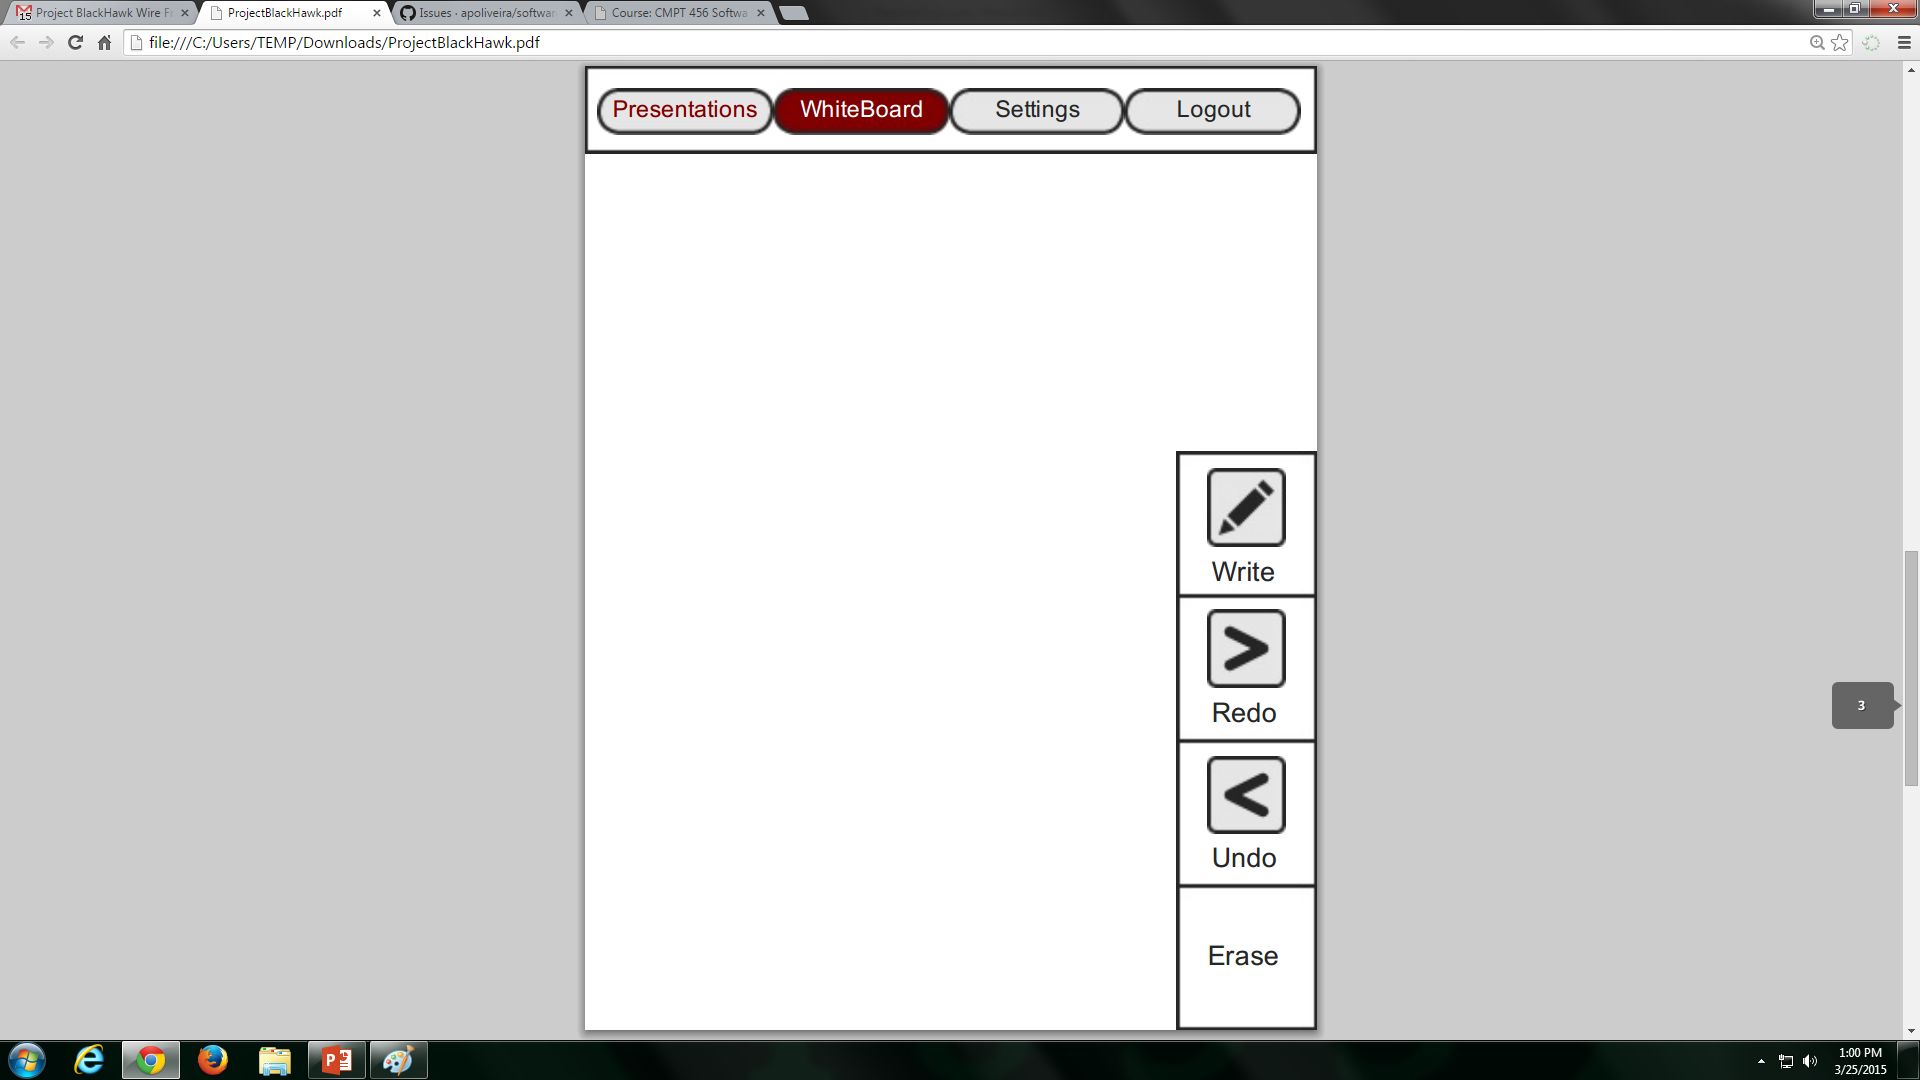 Project BlackHawk Wire Fr
ProjectBlackHawk.pdf
Issues · apoliveira/softwar
Course: CMPT 456 Softwa
file:///C:/Users/TEMP/Downloads/ProjectBlackHawk.pdf
Presentations
WhiteBoard
Settings
Logout
Write
Redo
Undo
Erase
3
1:00 PM
3/25/2015